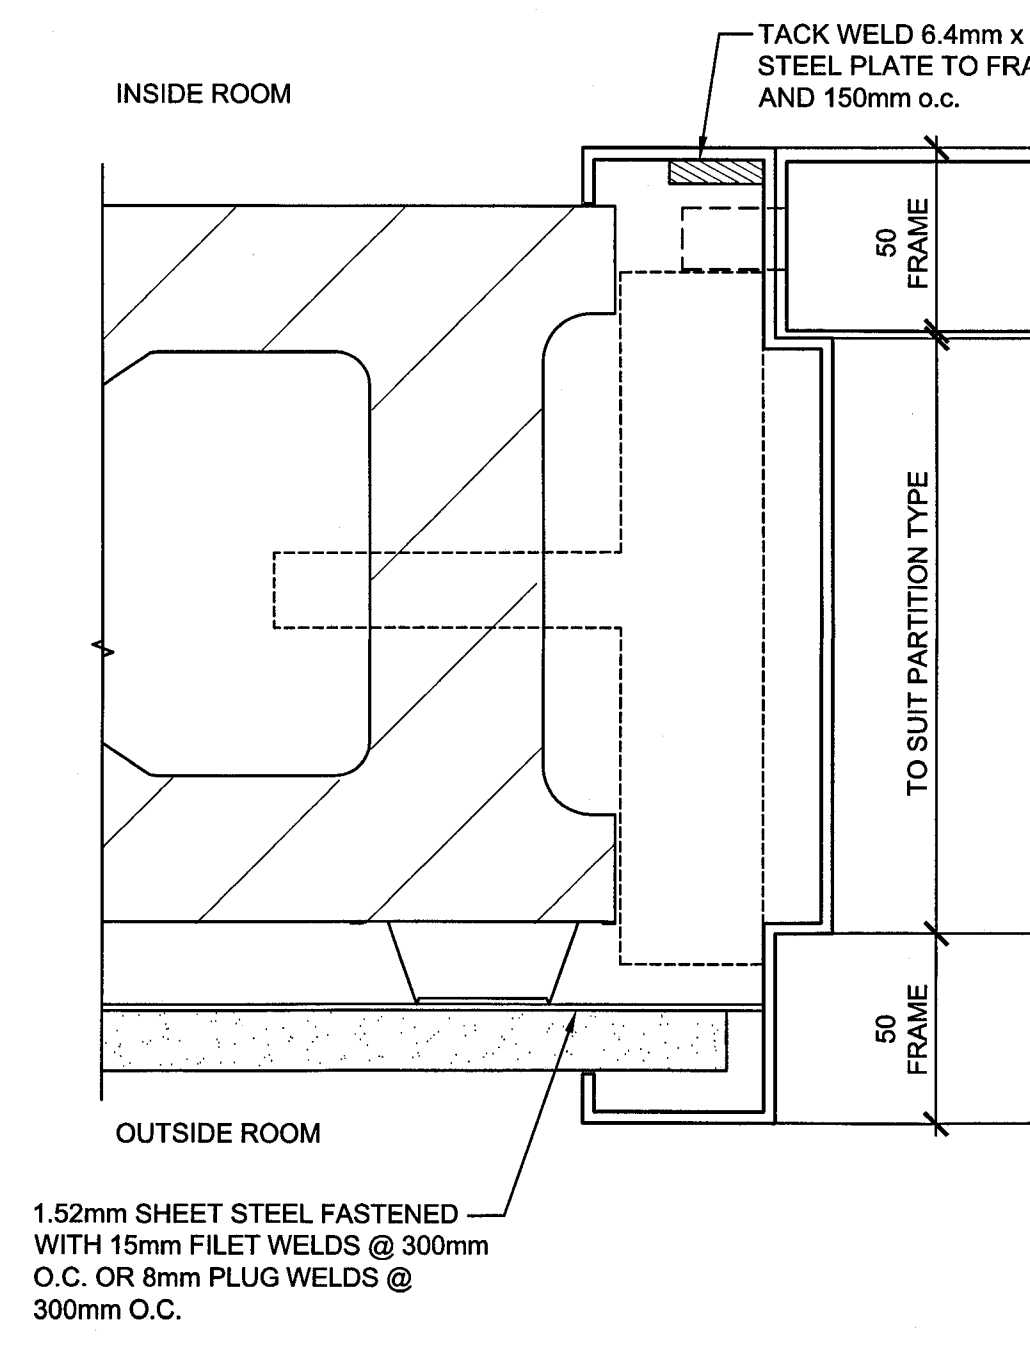 TACK WELD 6.4mm x
STEEL PLATE TO
AND 150mm o.c.
INSIDE ROOM
50
FRAME
TO SUIT PARTITION TYPE
50
FRAME
OUTSIDE ROOM
1.52mm SHEET STEEL FASTENED
WITH 15mm FILET WELDS @ 300mm
O.C. OR 8mm PLUG WELDS @
300mm O.C.